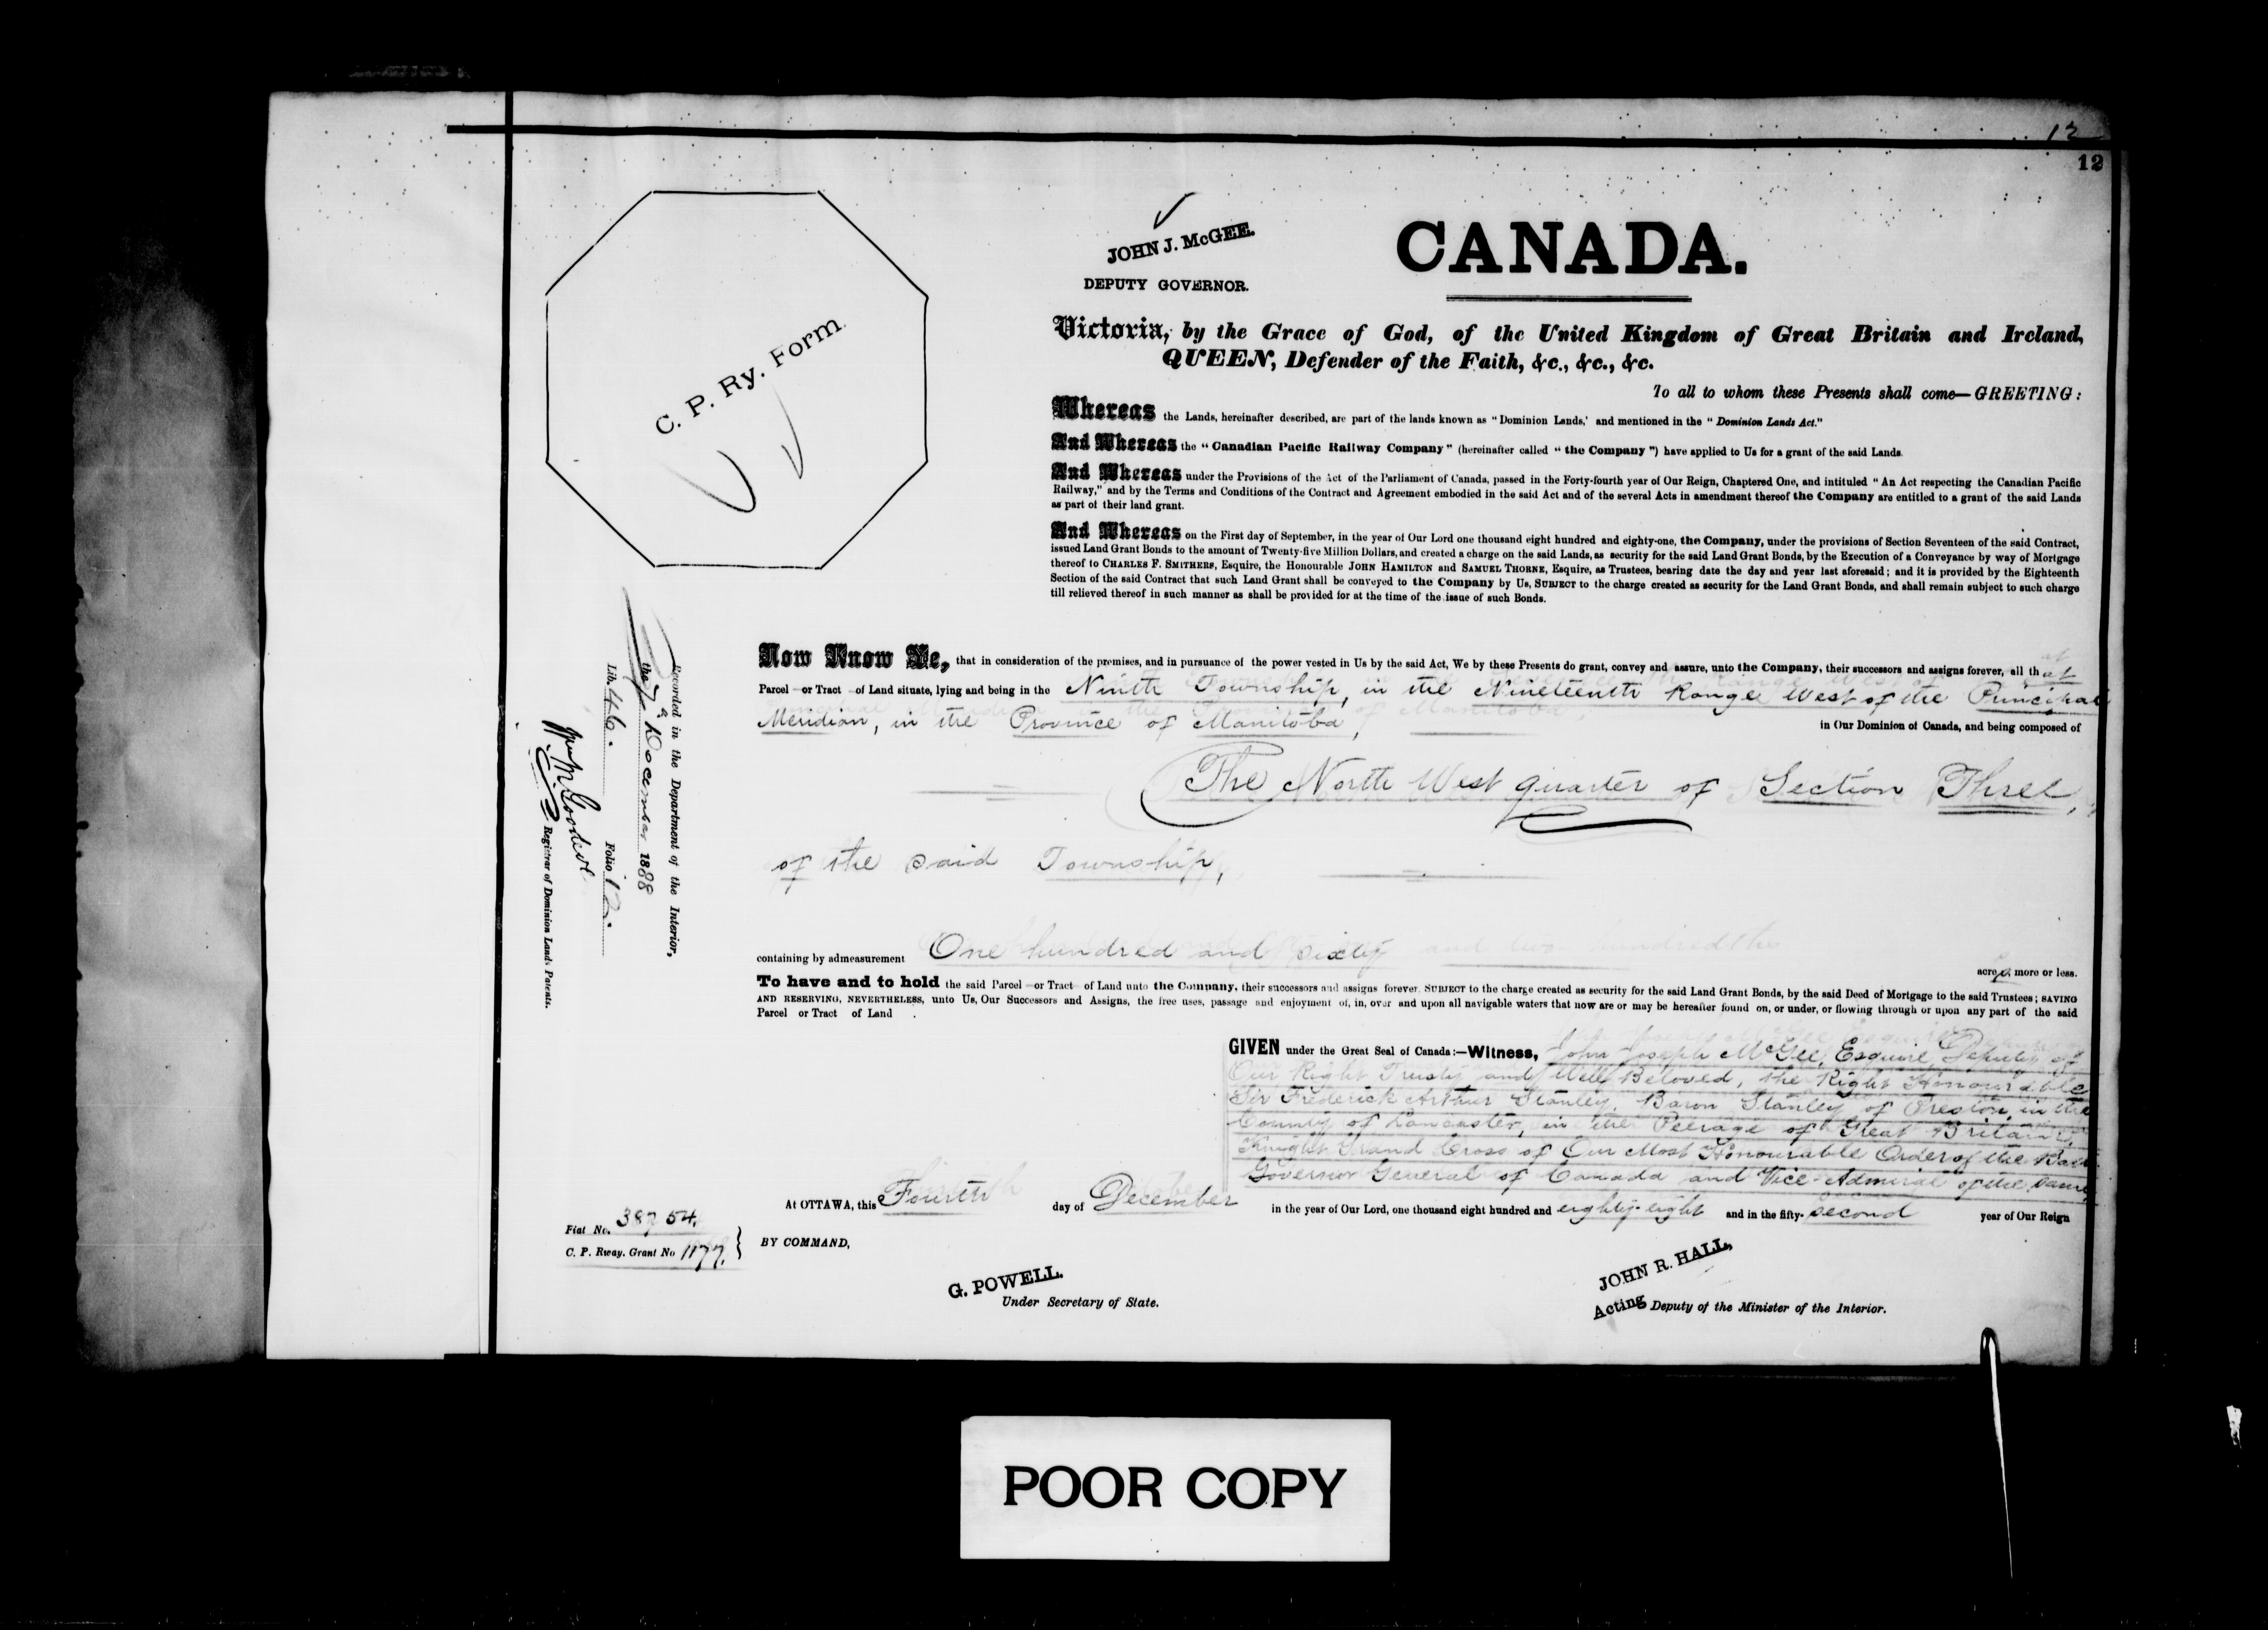 12
12
JOHN J. McGEE.
DEPUTY GOVERNOR.
CANADA.
C. P. Ry. Form.
Victoria, by the Grace of God, of the United Kingdom of Great Britain and Ireland,
QUEEN, Defender of the Faith, &c., &c., &c.
To all to whom these Presents shall come—GREETING:
Whereas the Lands, hereinafter described, are part of the lands known as "Dominion Lands,' and mentioned in the "Dominion Lands Act."
And Whereas the "Canadian Pacific Railway Company" (hereinafter called "the Company") have applied to Us for a grant of the said Lands.
And Whereas under the Provisions of the Act of the Parliament of Canada, passed in the Forty-fourth year of Our Reign, Chaptered One, and intituled "An Act respecting the Canadian Pacific
Railway," and by the Terms and Conditions of the Contract and Agreement embodied in the said Act and of the several Acts in amendment thereof the Company are entitled to a grant of the said Lands
as part of their land grant.
And Whereas on the First day of September, in the year of Our Lord one thousand eight hundred and eighty-one, the Company, under the provisions of Section Seventeen of the said Contract,
issued Land Grant Bonds to the amount of Twenty-five Million Dollars, and created a charge on the said Lands, as security for the said Land Grant Bonds, by the Execution of a Conveyance by way of Mortgage
thereof to CHARLES F. SMITHERS, Esquire, the Honourable JOHN HAMILTON and SAMUEL THORNE, Esquire, as Trustees, bearing date the day and year last aforesaid; and it is provided by the Eighteenth
Section of the said Contract that such Land Grant shall be conveyed to the Company by Us, SUBJECT to the charge created as security for the Land Grant Bonds, and shall remain subject to such charge
till relieved thereof in such manner as shall be provided for at the time of the issue of such Bonds.
Recorded in the Department of the Interior,
the 7th December 1888
Lib. 446. Folio 12.
Registrar of Dominion Lands Patents.
Now Know Ye, that in consideration of the premises, and in pursuance of the power vested in Us by the said Act, We by these Presents do grant, convey and assure, unto the Company, their successors and assigns forever, all that
Parcel or Tract of Land situate, lying and being in the Ninth Township, in the Nineteenth Range West of the Principal
Meridian, in the Province of Manitoba, in Our Dominion of Canada, and being composed of
The North West quarter of Section Three,
of the said Township,
containing by admeasurement One hundred and sixty acres, more or less.
To have and to hold the said Parcel or Tract of Land unto the Company, their successors and assigns forever, SUBJECT to the charge created as security for the said Land Grant Bonds, by the said Deed of Mortgage to the said Trustees; SAVING
AND RESERVING, NEVERTHELESS, unto Us, Our Successors and Assigns, the free uses, passage and enjoyment of, in, over and upon all navigable waters that now are or may be hereafter found on, or under, or flowing through or upon any part of the said
Parcel or Tract of Land .
GIVEN under the Great Seal of Canada:—Witness, John Joseph McGee, Esquire, Deputy of
Our Right Trusty and Well Beloved, the Right Honourable
Sir Frederick Arthur Stanley, Baron Stanley of Preston, in the
County of Lancaster, in the Peerage of Great Britain,
Knight Grand Cross of Our Most Honourable Order of the Bath
Governor General of Canada and Vice-Admiral of the same
At OTTAWA, this Fourth day of December in the year of Our Lord, one thousand eight hundred and eighty-eight and in the fifty-second year of Our Reign
Fiat No. 38754.
C. P. Rway. Grant No 1177.
BY COMMAND,
G. POWELL.
Under Secretary of State.
JOHN R. HALL,
Acting Deputy of the Minister of the Interior.
POOR COPY